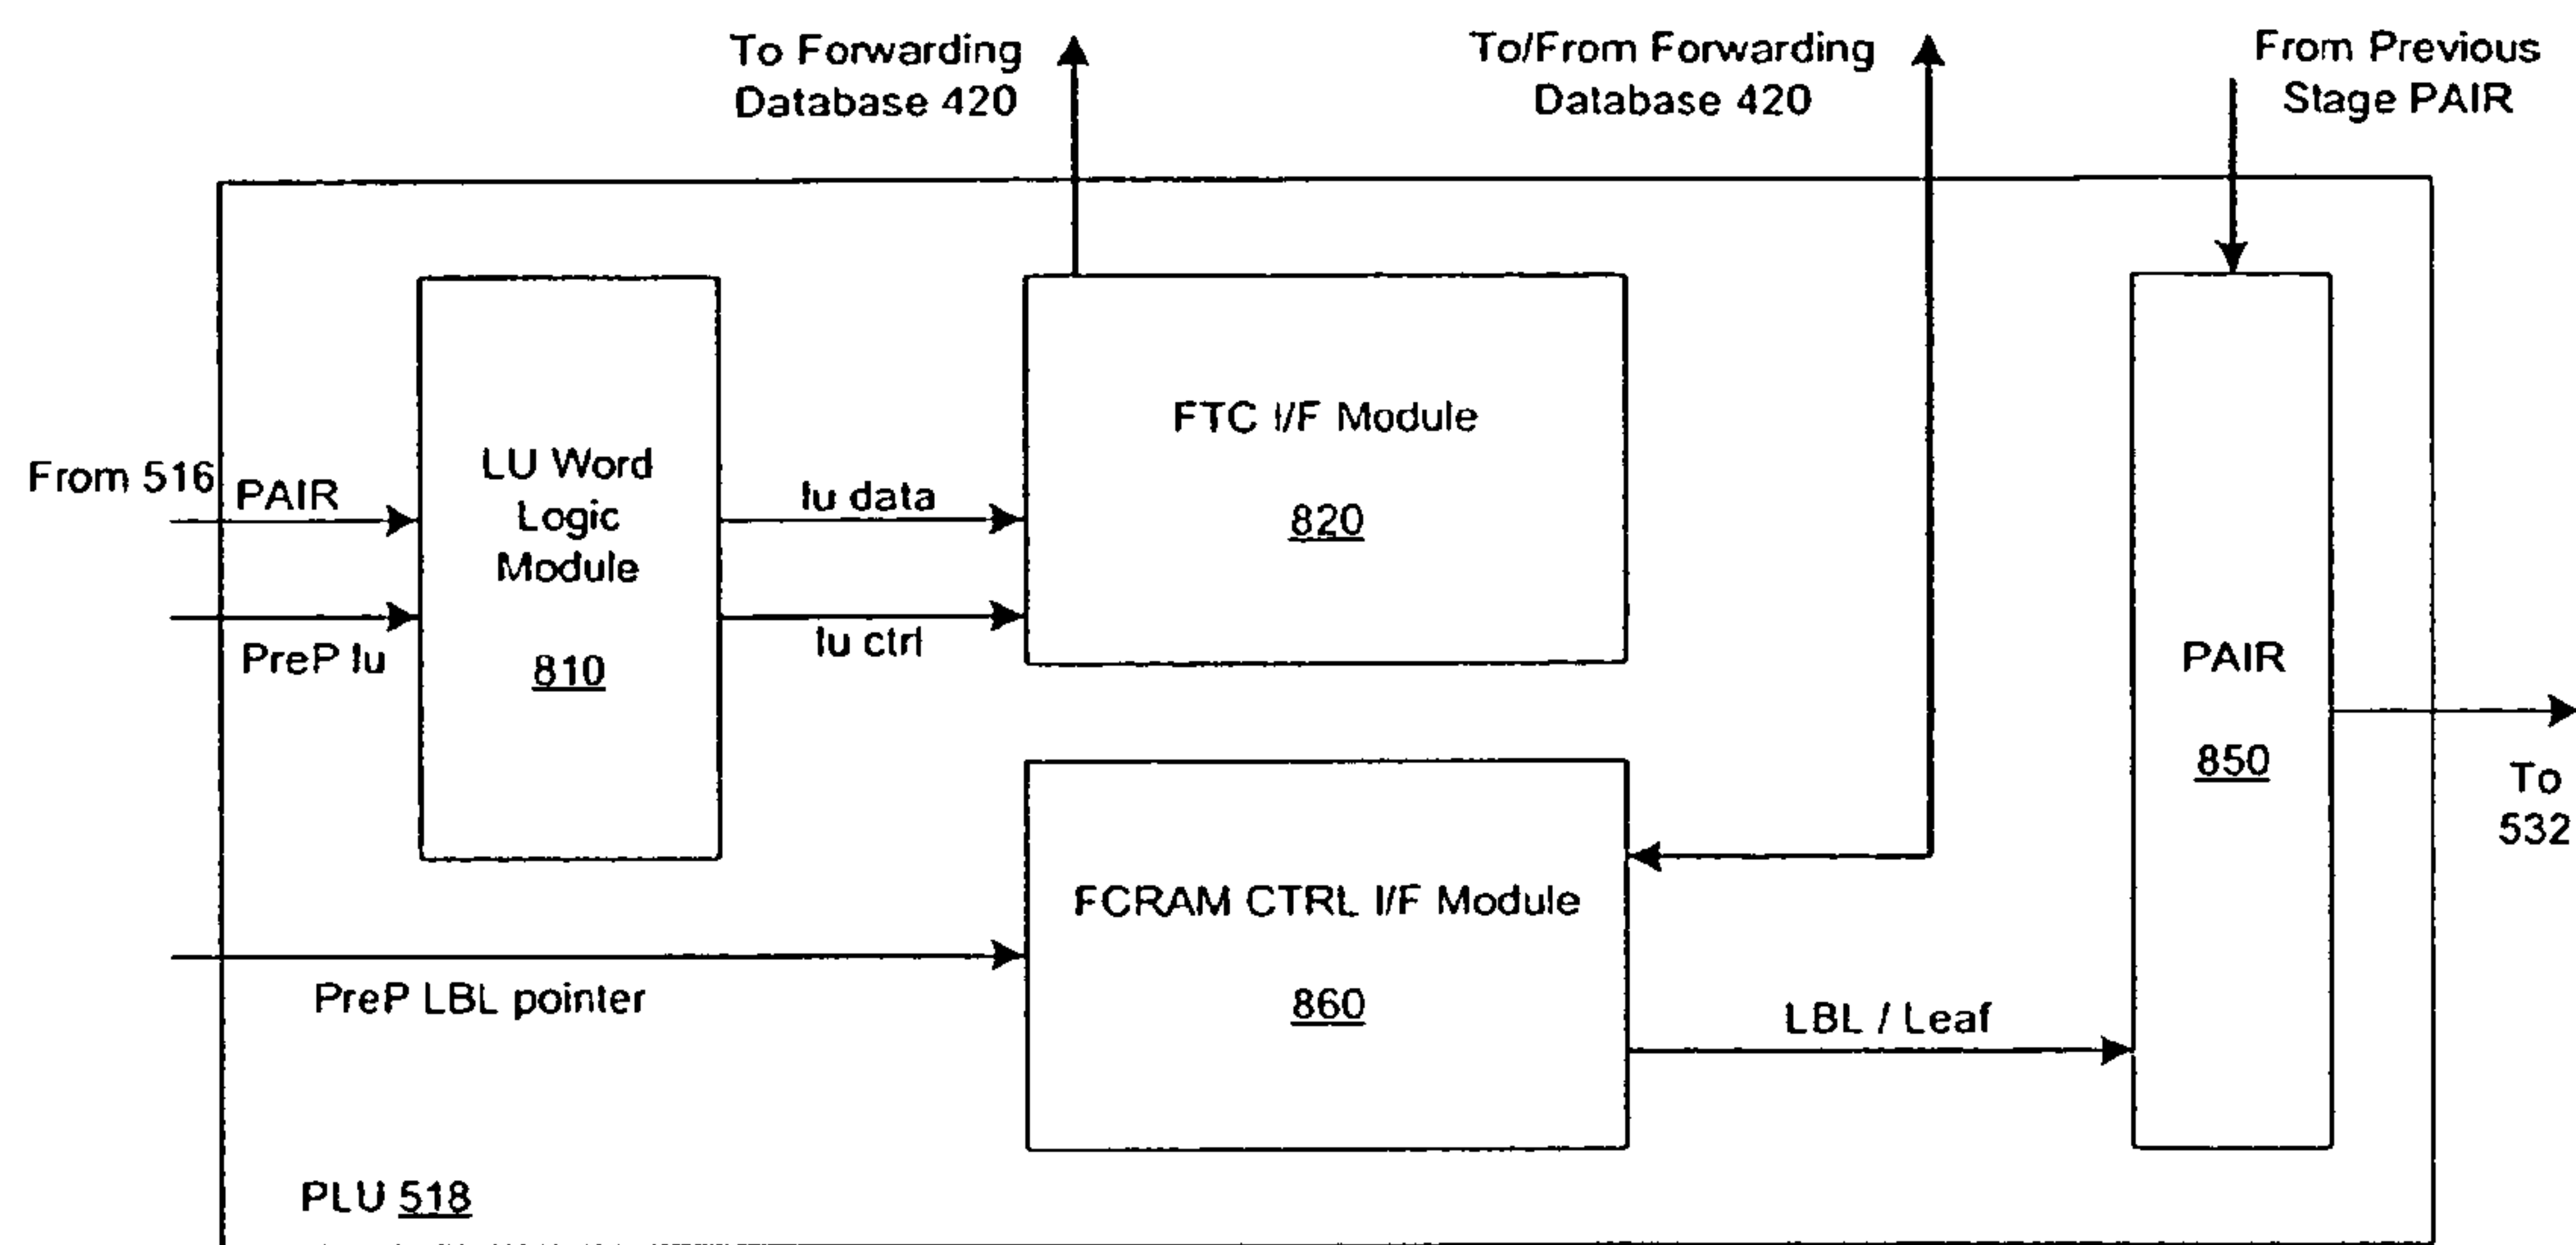 To Forwarding
Database 420
To/From Forwarding
Database 420
From Previous
Stage PAIR
From 516
PAIR
PreP lu
LU Word
Logic
Module
810
lu data
lu ctrl
FTC I/F Module
820
PreP LBL pointer
FCRAM CTRL I/F Module
860
LBL / Leaf
PAIR
850
To
532
PLU 518